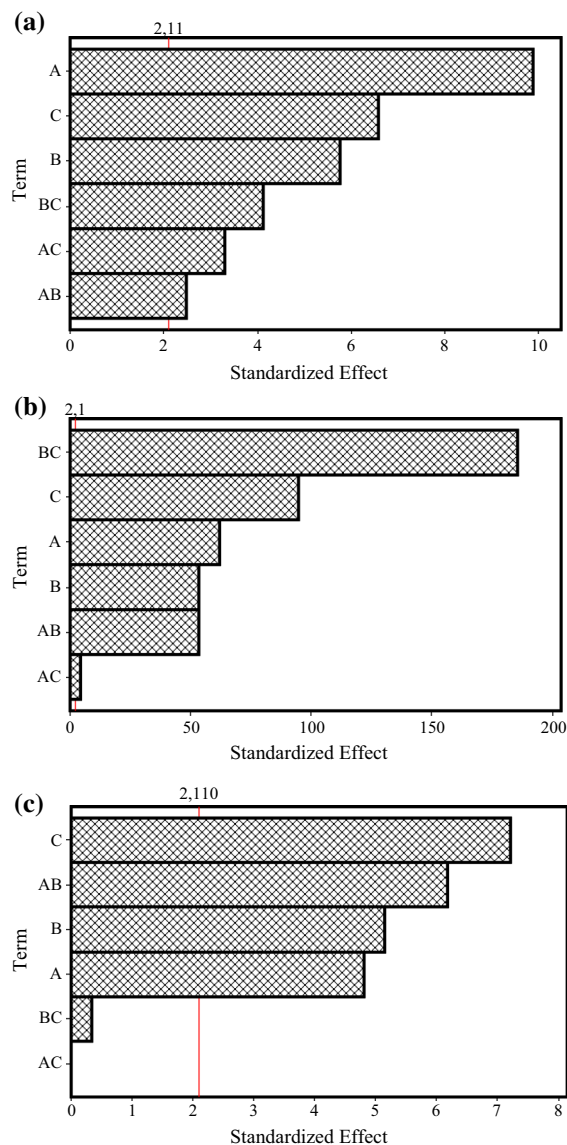 (a)
2,11
A
C
B
BC
AC
AB
Term
0 2 4 6 8 10
Standardized Effect
(b)
2,1
BC
C
A
B
AB
AC
Term
0 50 100 150 200
Standardized Effect
(c)
2,110
C
AB
B
A
BC
AC
Term
0 1 2 3 4 5 6 7 8
Standardized Effect